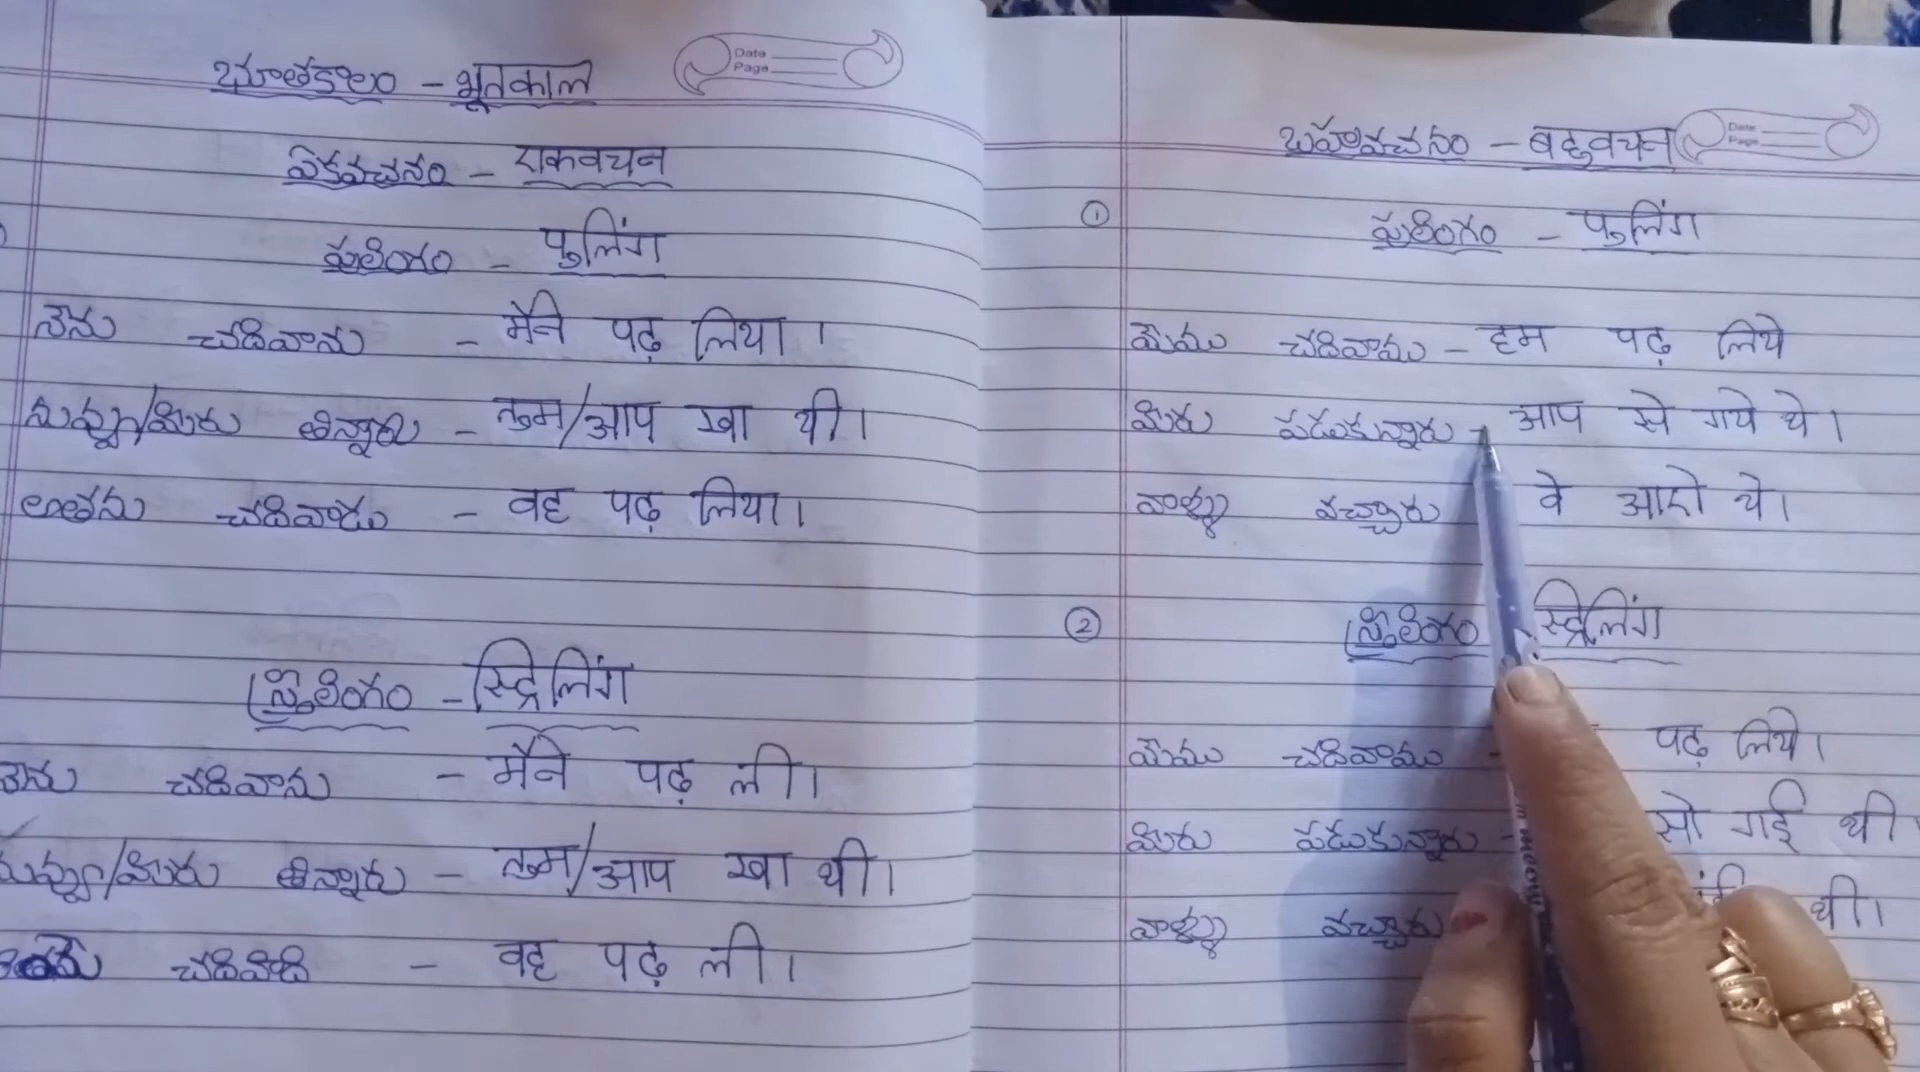 భూతకాలం - भूतकाल
Date
Page
ఏకవచనం - एकवचन
పులింగం - पुलिंग
నేను చదివాను - मैने पढ़ लिया ।
నువ్వు/మీరు తిన్నారు - तुम/आप खा थी ।
అతను చదివాడు - वह पढ़ लिया ।
స్త్రీలింగం - स्त्रिलिंग
నేను చదివాను - मैने पढ़ ली ।
నువ్వు/మీరు తిన్నారు - तुम/आप खा थी ।
చదివింది - वह पढ़ ली ।
బహువచనం - बहुवचन
Date
Page
① పులింగం - पुलिंग
మేము చదివాము - हम पढ़ लिये
మీరు పడుకున్నారు - आप से गये थे ।
వాళ్ళు వచ్చారు वे आए थे ।
② స్త్రీలింగం स्त्रिलिंग
మేము చదివాము - पढ़ लिये ।
మీరు పడుకున్నారు - सो गई थी ।
వాళ్ళు వచ్చారు थी ।